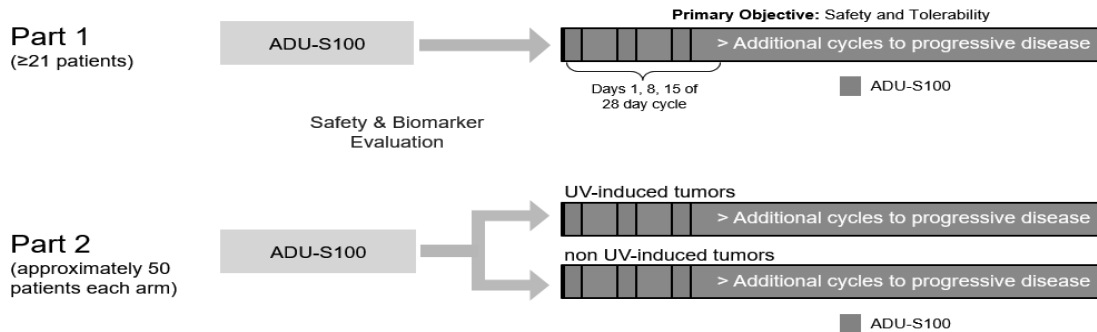 Primary Objective: Safety and Tolerability
Part 1
(≥21 patients)
ADU-S100
> Additional cycles to progressive disease
Days 1, 8, 15 of
28 day cycle
ADU-S100
Safety & Biomarker
Evaluation
UV-induced tumors
> Additional cycles to progressive disease
Part 2
(approximately 50
patients each arm)
ADU-S100
non UV-induced tumors
> Additional cycles to progressive disease
ADU-S100